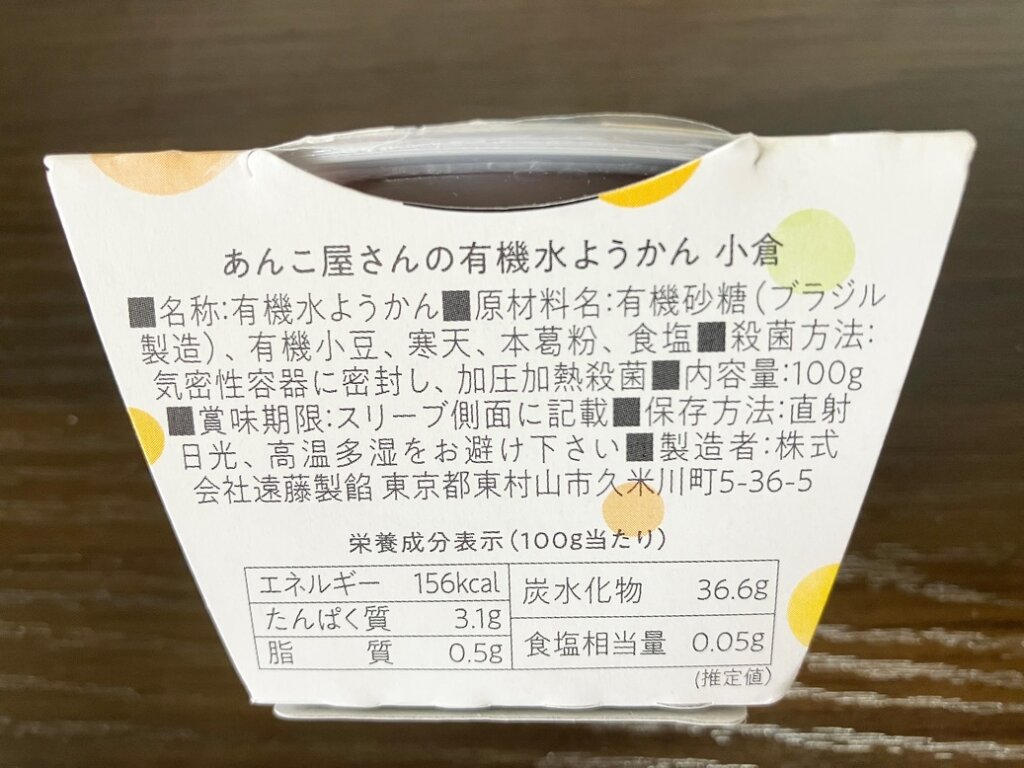 あんこ屋さんの有機水ようかん 小倉
■名称:有機水ようかん■原材料名:有機砂糖(ブラジル
製造)、有機小豆、寒天、本葛粉、食塩■殺菌方法:
気密性容器に密封し、加圧加熱殺菌■内容量:100g
■賞味期限:スリーブ側面に記載■保存方法:直射
日光、高温多湿をお避け下さい■製造者:株式
会社遠藤製餡 東京都東村山市久米川町5-36-5
栄養成分表示(100g当たり)
エネルギー 156kcal
たんぱく質 3.1g
脂質 0.5g
炭水化物 36.6g
食塩相当量 0.05g
(推定値)